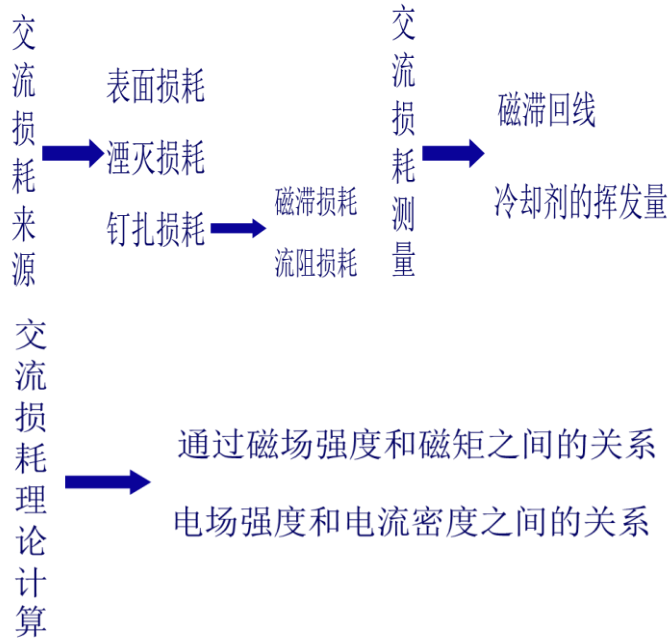 交流损耗来源
表面损耗
湮灭损耗
钉扎损耗
磁滞损耗
流阻损耗
交流损耗测量
磁滞回线
冷却剂的挥发量
交流损耗理论计算
通过磁场强度和磁矩之间的关系
电场强度和电流密度之间的关系